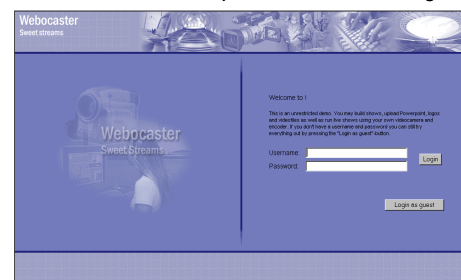 Webocaster
Sweet streams
Webocaster
Sweet Streams
Welcome to !
This is an unrestricted demo. You may build shows, upload Powerpoint, logos
and videofiles as well as run live shows using your own videocamera and
encoder. If you don't have a username and password you can still try
everything out by pressing the "Login as guest"-button.
Username:
Login
Password:
Login as guest